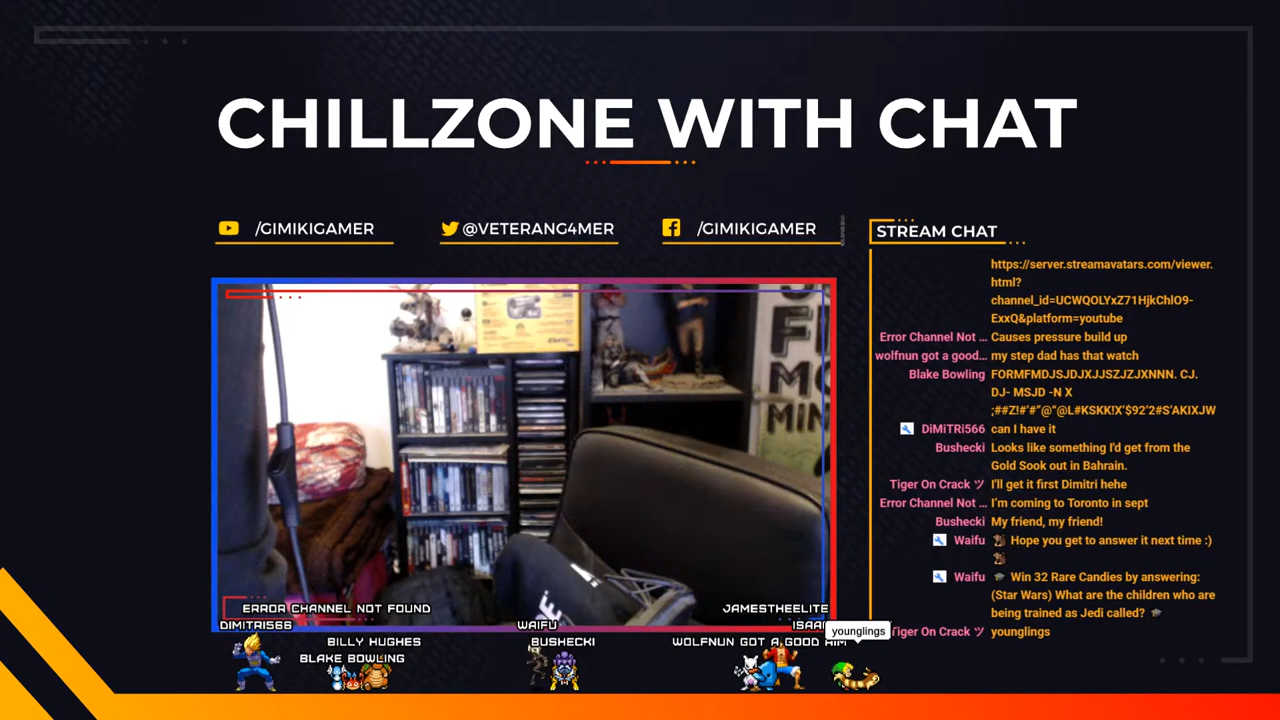 CHILLZONE WITH CHAT
/GIMIKIGAMER
@VETERANG4MER
/GIMIKIGAMER
STREAM CHAT
https://server.streamavatars.com/viewer.
html?
channel_id=UCWQOLYxZ71HjkChlO9-
ExxQ&platform=youtube
Error Channel Not ... Causes pressure build up
wolfnun got a good... my step dad has that watch
Blake Bowling FORMFMDJSJDJXJJSZJZJXNNN. CJ.
DJ- MSJD -N X
;##Z!#'#"@"@L#KSKK!X'$92'2#S'AKIXJW
DiMiTRi566 can I have it
Bushecki Looks like something I'd get from the
Gold Sook out in Bahrain.
Tiger On Crack ツ I'll get it first Dimitri hehe
Error Channel Not ... I'm coming to Toronto in sept
Bushecki My friend, my friend!
Waifu Hope you get to answer it next time :)
Waifu Win 32 Rare Candies by answering:
(Star Wars) What are the children who are
being trained as Jedi called?
Tiger On Crack ツ younglings
ERROR CHANNEL NOT FOUND
JAMESTHEELITE
DIMITRI566
WAIFU
younglings
BILLY HUGHES
BUSHECKI
WOLFNUN GOT A GOOD AIM
BLAKE BOWLING